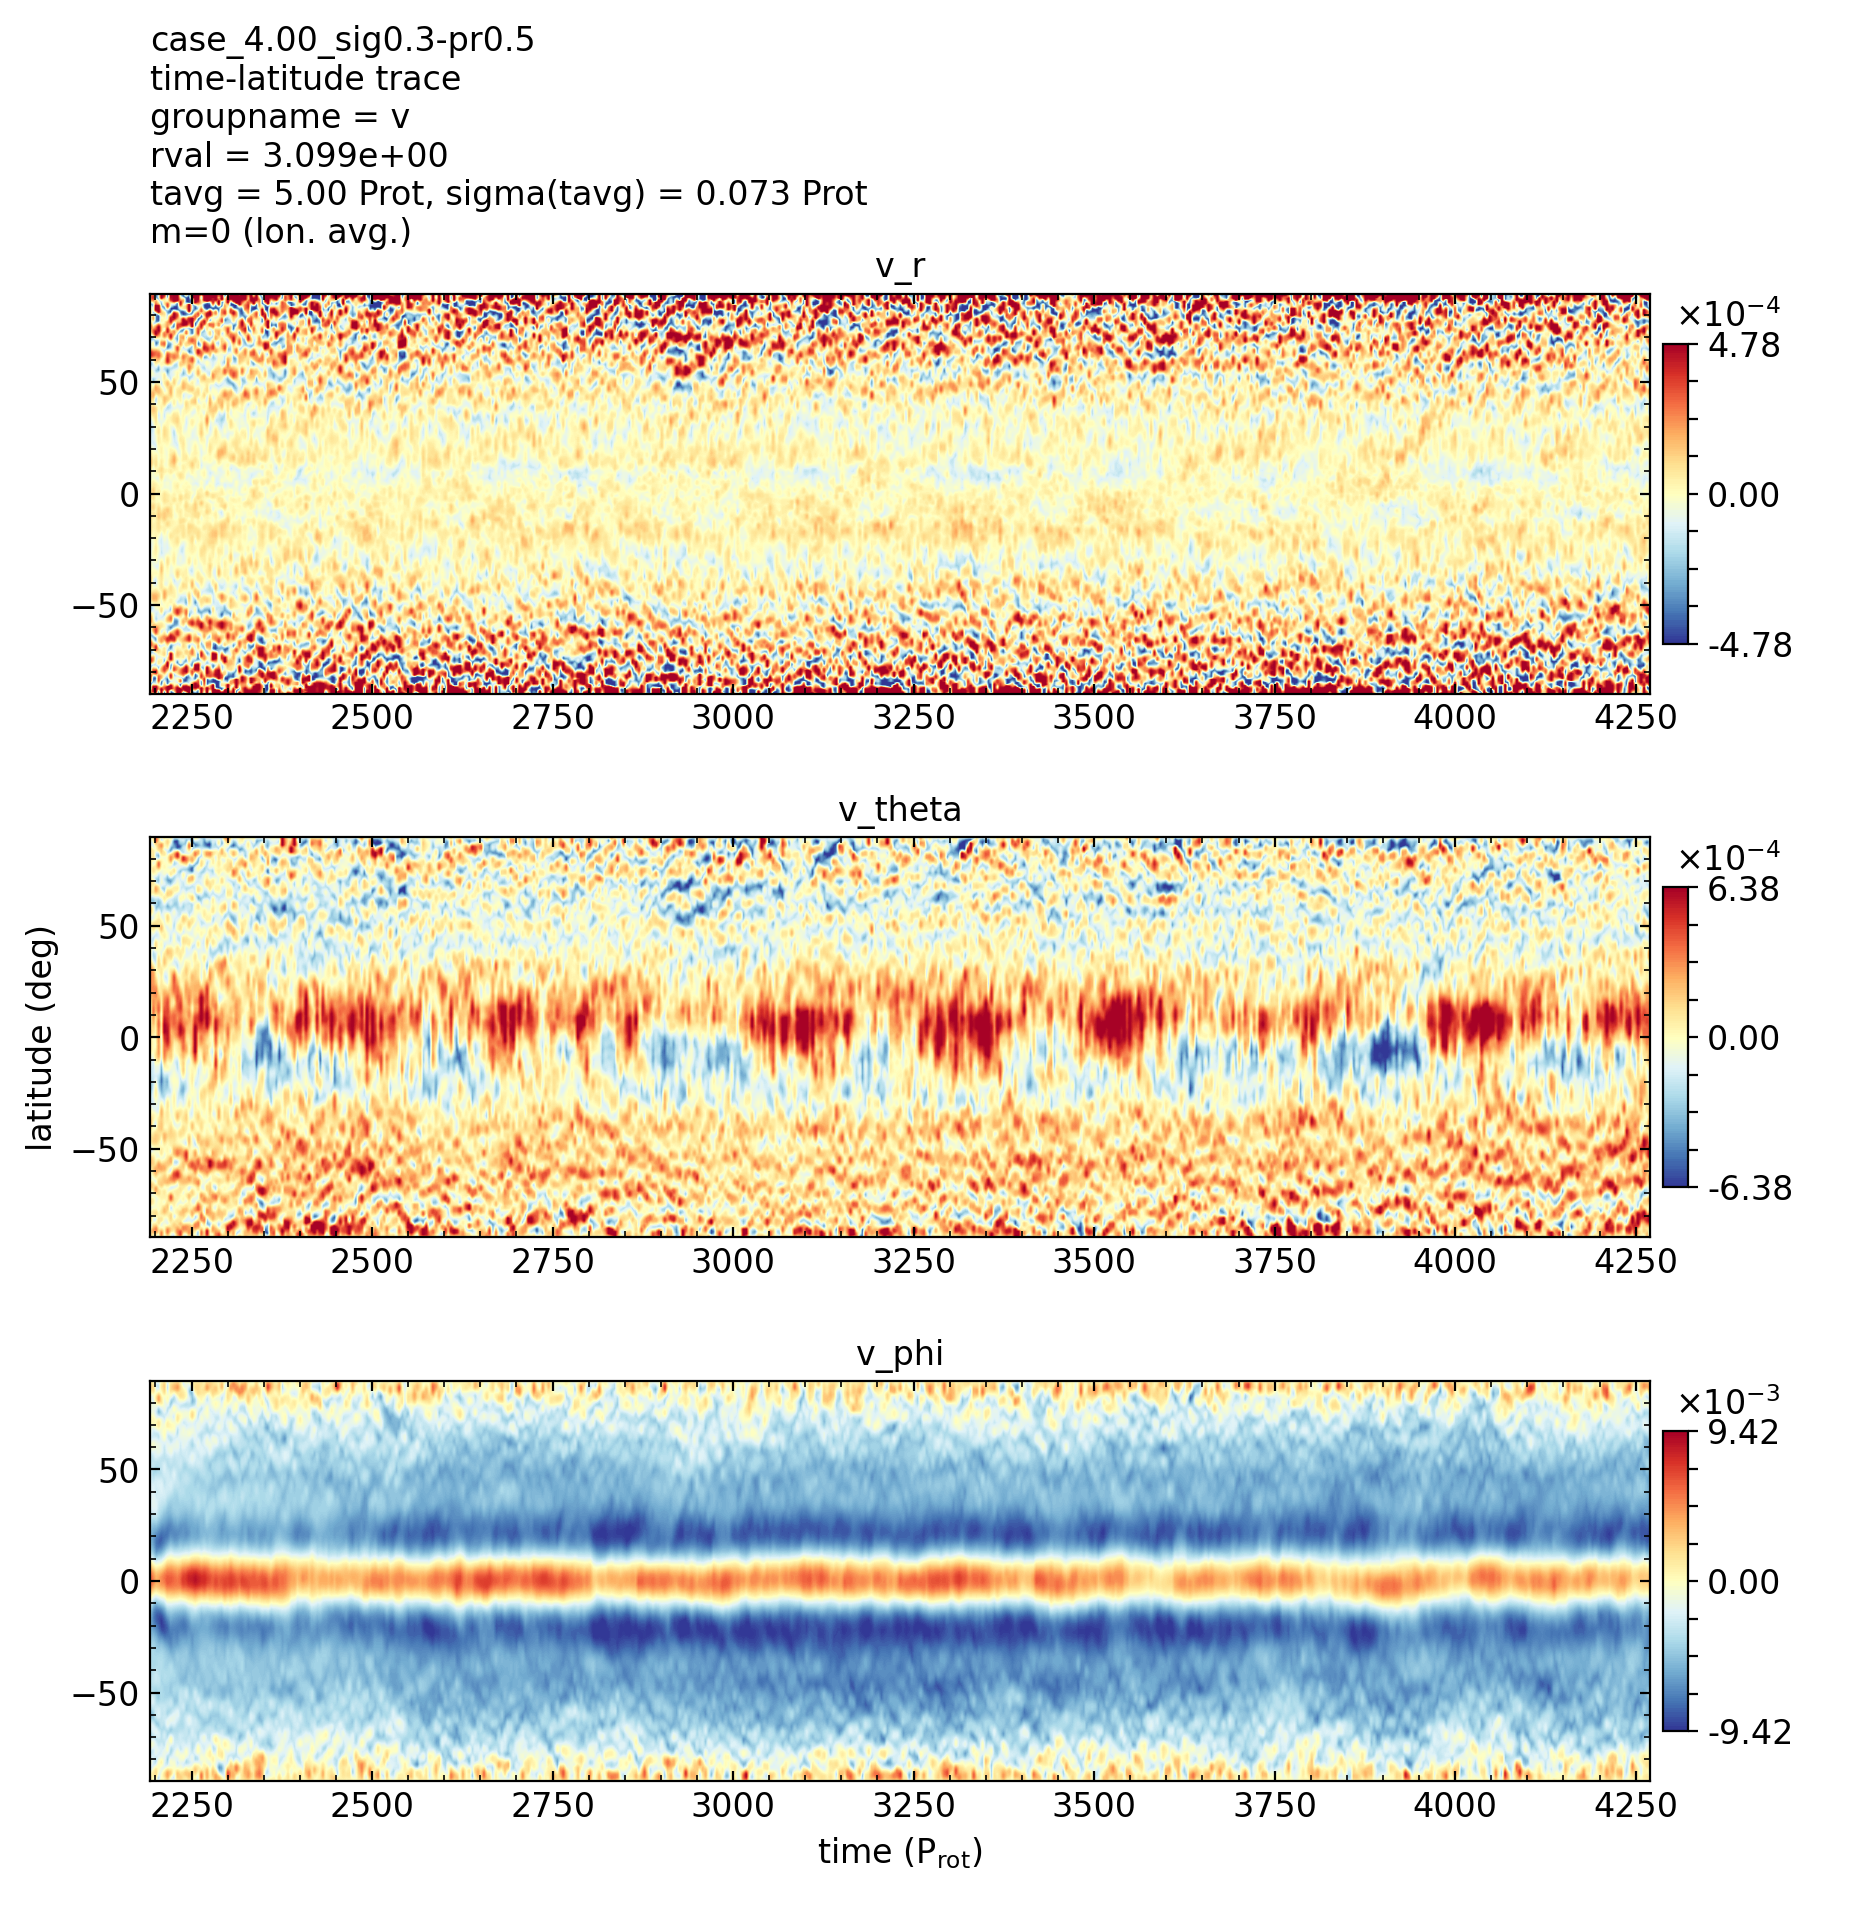 case_4.00_sig0.3-pr0.5
time-latitude trace
groupname = v
rval = 3.099e+00
tavg = 5.00 Prot, sigma(tavg) = 0.073 Prot
m=0 (lon. avg.)
v_r
×10⁻⁴
4.78
0.00
-4.78
50
0
−50
2250 2500 2750 3000 3250 3500 3750 4000 4250
v_theta
×10⁻⁴
6.38
0.00
-6.38
latitude (deg)
50
0
−50
2250 2500 2750 3000 3250 3500 3750 4000 4250
v_phi
×10⁻³
9.42
0.00
-9.42
50
0
−50
2250 2500 2750 3000 3250 3500 3750 4000 4250
time (P_rot)